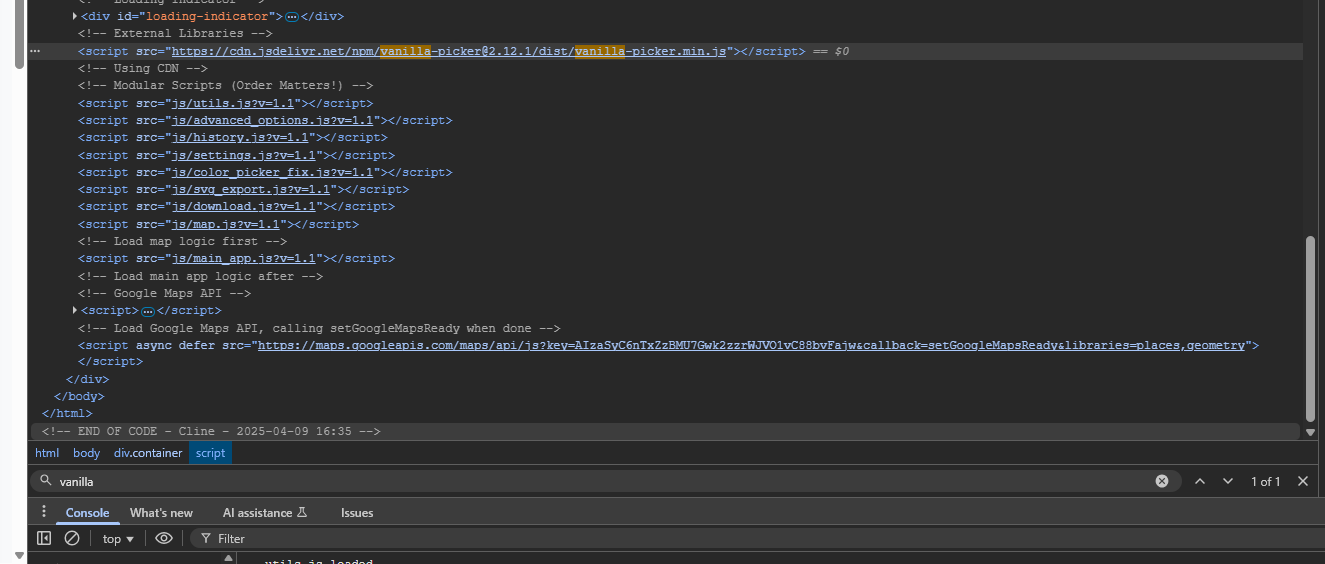 <div id="loading-indicator"> … </div>
<!-- External Libraries -->
<script src="https://cdn.jsdelivr.net/npm/vanilla-picker@2.12.1/dist/vanilla-picker.min.js"></script> == $0
<!-- Using CDN -->
<!-- Modular Scripts (Order Matters!) -->
<script src="js/utils.js?v=1.1"></script>
<script src="js/advanced_options.js?v=1.1"></script>
<script src="js/history.js?v=1.1"></script>
<script src="js/settings.js?v=1.1"></script>
<script src="js/color_picker_fix.js?v=1.1"></script>
<script src="js/svg_export.js?v=1.1"></script>
<script src="js/download.js?v=1.1"></script>
<script src="js/map.js?v=1.1"></script>
<!-- Load map logic first -->
<script src="js/main_app.js?v=1.1"></script>
<!-- Load main app logic after -->
<!-- Google Maps API -->
<script> … </script>
<!-- Load Google Maps API, calling setGoogleMapsReady when done -->
<script async defer src="https://maps.googleapis.com/maps/api/js?key=AIzaSyC6nTxZzBMU7Gwk2zzrWJVO1vC88bvFajw&callback=setGoogleMapsReady&libraries=places,geometry">
</script>
</div>
</body>
</html>
<!-- END OF CODE - Cline - 2025-04-09 16:35 -->
html body div.container script
vanilla 1 of 1
Console What's new AI assistance Issues
top Filter
utils.js loaded